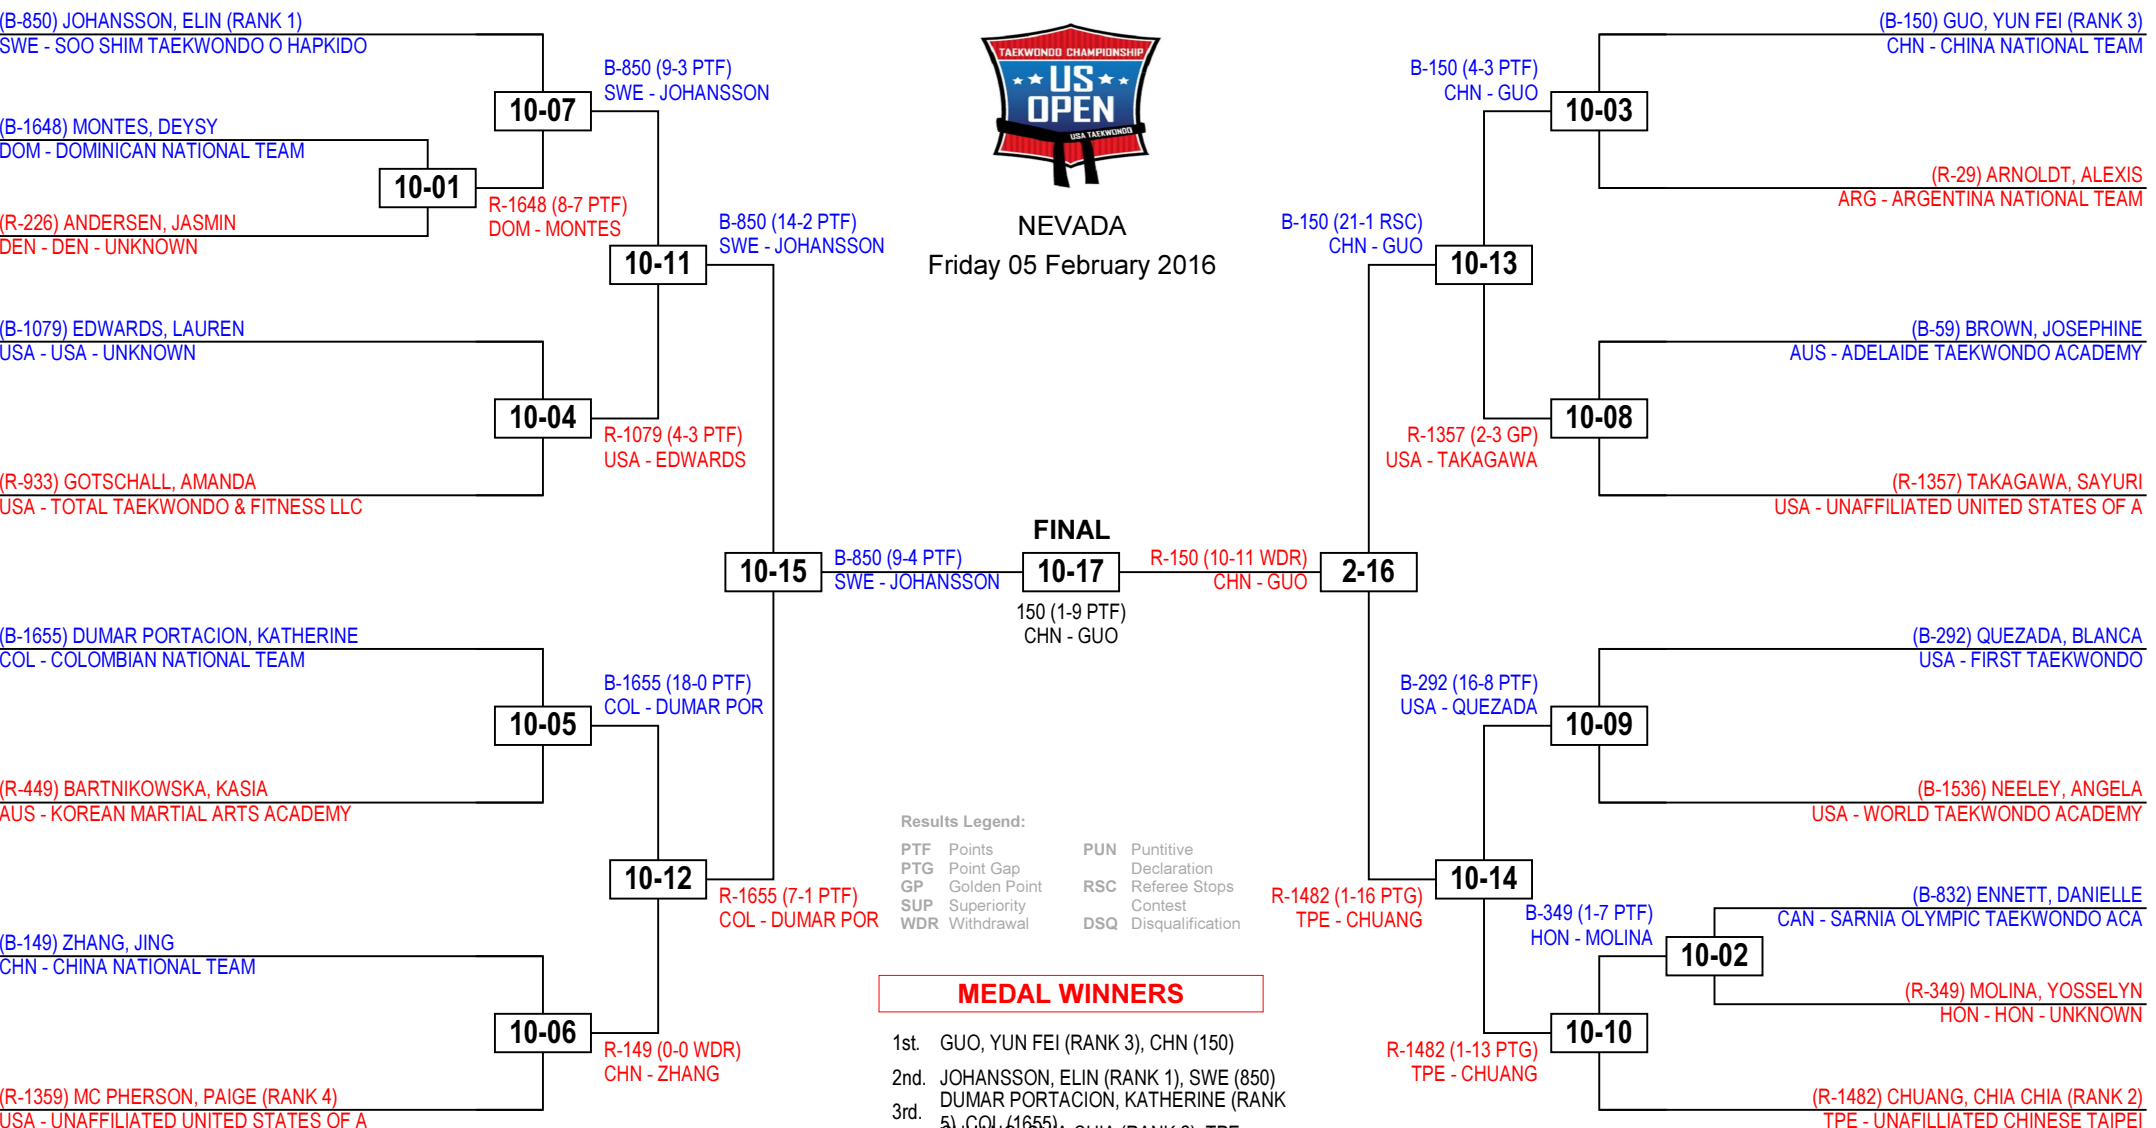 (B-850) JOHANSSON, ELIN (RANK 1)
SWE - SOO SHIM TAEKWONDO O HAPKIDO
(B-1648) MONTES, DEYSY
DOM - DOMINICAN NATIONAL TEAM
(R-226) ANDERSEN, JASMIN
DEN - DEN - UNKNOWN
(B-1079) EDWARDS, LAUREN
USA - USA - UNKNOWN
(R-933) GOTSCHALL, AMANDA
USA - TOTAL TAEKWONDO & FITNESS LLC
(B-1655) DUMAR PORTACION, KATHERINE
COL - COLOMBIAN NATIONAL TEAM
(R-449) BARTNIKOWSKA, KASIA
AUS - KOREAN MARTIAL ARTS ACADEMY
(B-149) ZHANG, JING
CHN - CHINA NATIONAL TEAM
(R-1359) MC PHERSON, PAIGE (RANK 4)
USA - UNAFFILIATED UNITED STATES OF A
10-01
R-1648 (8-7 PTF)
DOM - MONTES
10-07
B-850 (9-3 PTF)
SWE - JOHANSSON
10-04
R-1079 (4-3 PTF)
USA - EDWARDS
10-05
B-1655 (18-0 PTF)
COL - DUMAR POR
10-06
R-149 (0-0 WDR)
CHN - ZHANG
10-11
B-850 (14-2 PTF)
SWE - JOHANSSON
10-12
R-1655 (7-1 PTF)
COL - DUMAR POR
10-15
B-850 (9-4 PTF)
SWE - JOHANSSON
TAEKWONDO CHAMPIONSHIP
US
OPEN
USA TAEKWONDO
NEVADA
Friday 05 February 2016
FINAL
10-17
150 (1-9 PTF)
CHN - GUO
R-150 (10-11 WDR)
CHN - GUO
2-16
B-150 (21-1 RSC)
CHN - GUO
10-13
R-1482 (1-16 PTG)
TPE - CHUANG
10-14
B-150 (4-3 PTF)
CHN - GUO
10-03
R-1357 (2-3 GP)
USA - TAKAGAWA
10-08
B-292 (16-8 PTF)
USA - QUEZADA
10-09
B-349 (1-7 PTF)
HON - MOLINA
10-02
R-1482 (1-13 PTG)
TPE - CHUANG
10-10
(B-150) GUO, YUN FEI (RANK 3)
CHN - CHINA NATIONAL TEAM
(R-29) ARNOLDT, ALEXIS
ARG - ARGENTINA NATIONAL TEAM
(B-59) BROWN, JOSEPHINE
AUS - ADELAIDE TAEKWONDO ACADEMY
(R-1357) TAKAGAWA, SAYURI
USA - UNAFFILIATED UNITED STATES OF A
(B-292) QUEZADA, BLANCA
USA - FIRST TAEKWONDO
(B-1536) NEELEY, ANGELA
USA - WORLD TAEKWONDO ACADEMY
(B-832) ENNETT, DANIELLE
CAN - SARNIA OLYMPIC TAEKWONDO ACA
(R-349) MOLINA, YOSSELYN
HON - HON - UNKNOWN
(R-1482) CHUANG, CHIA CHIA (RANK 2)
TPE - UNAFILLIATED CHINESE TAIPEI
Results Legend:
PTF Points
PTG Point Gap
GP Golden Point
SUP Superiority
WDR Withdrawal
PUN Puntitive
Declaration
RSC Referee Stops
Contest
DSQ Disqualification
MEDAL WINNERS
1st. GUO, YUN FEI (RANK 3), CHN (150)
2nd. JOHANSSON, ELIN (RANK 1), SWE (850)
3rd. DUMAR PORTACION, KATHERINE (RANK
5), COL (1655)